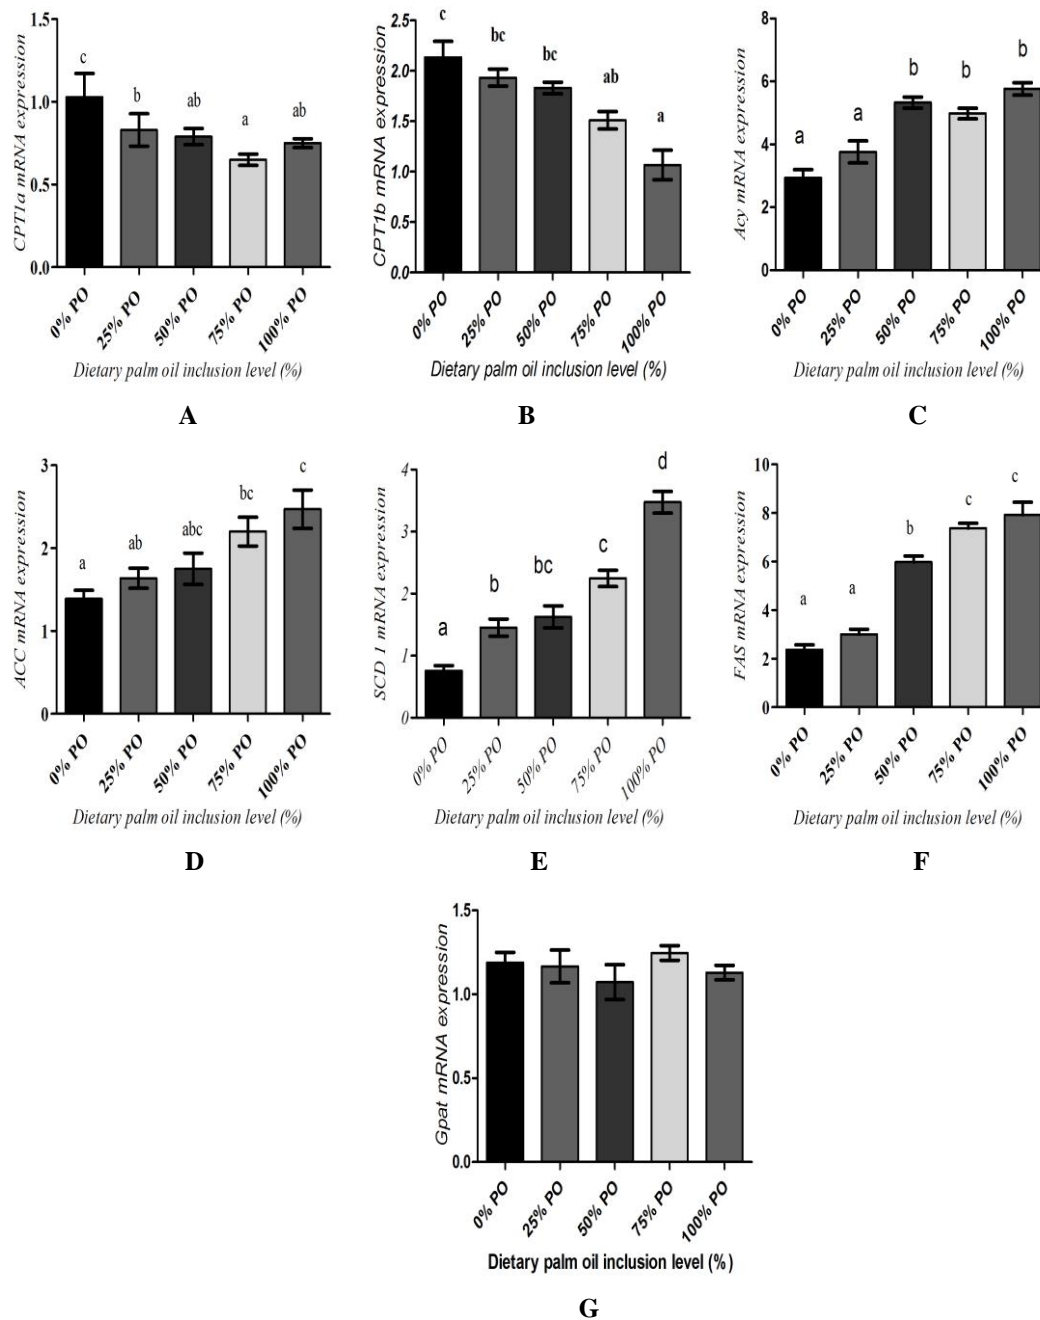 CPT1a mRNA expression
1.5
1.0
0.5
0.0
c
b
ab
a
ab
0% PO
25% PO
50% PO
75% PO
100% PO
Dietary palm oil inclusion level (%)
A
CPT1b mRNA expression
2.5
2.0
1.5
1.0
0.5
0.0
c
bc
bc
ab
a
0% PO
25% PO
50% PO
75% PO
100% PO
Dietary palm oil inclusion level (%)
B
Acy mRNA expression
8
6
4
2
0
a
a
b
b
b
0% PO
25% PO
50% PO
75% PO
100% PO
Dietary palm oil inclusion level (%)
C
ACC mRNA expression
3
2
1
0
a
ab
abc
bc
c
0% PO
25% PO
50% PO
75% PO
100% PO
Dietary palm oil inclusion level (%)
D
SCD 1 mRNA expression
4
3
2
1
0
a
b
bc
c
d
0% PO
25% PO
50% PO
75% PO
100% PO
Dietary palm oil inclusion level (%)
E
FAS mRNA expression
10
8
6
4
2
0
a
a
b
c
c
0% PO
25% PO
50% PO
75% PO
100% PO
Dietary palm oil inclusion level (%)
F
Gpat mRNA expression
1.5
1.0
0.5
0.0
0% PO
25% PO
50% PO
75% PO
100% PO
Dietary palm oil inclusion level (%)
G